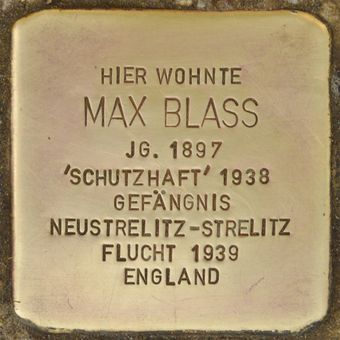 HIER WOHNTE
MAX BLASS
JG. 1897
'SCHUTZHAFT' 1938
GEFÄNGNIS
NEUSTRELITZ-STRELITZ
FLUCHT 1939
ENGLAND